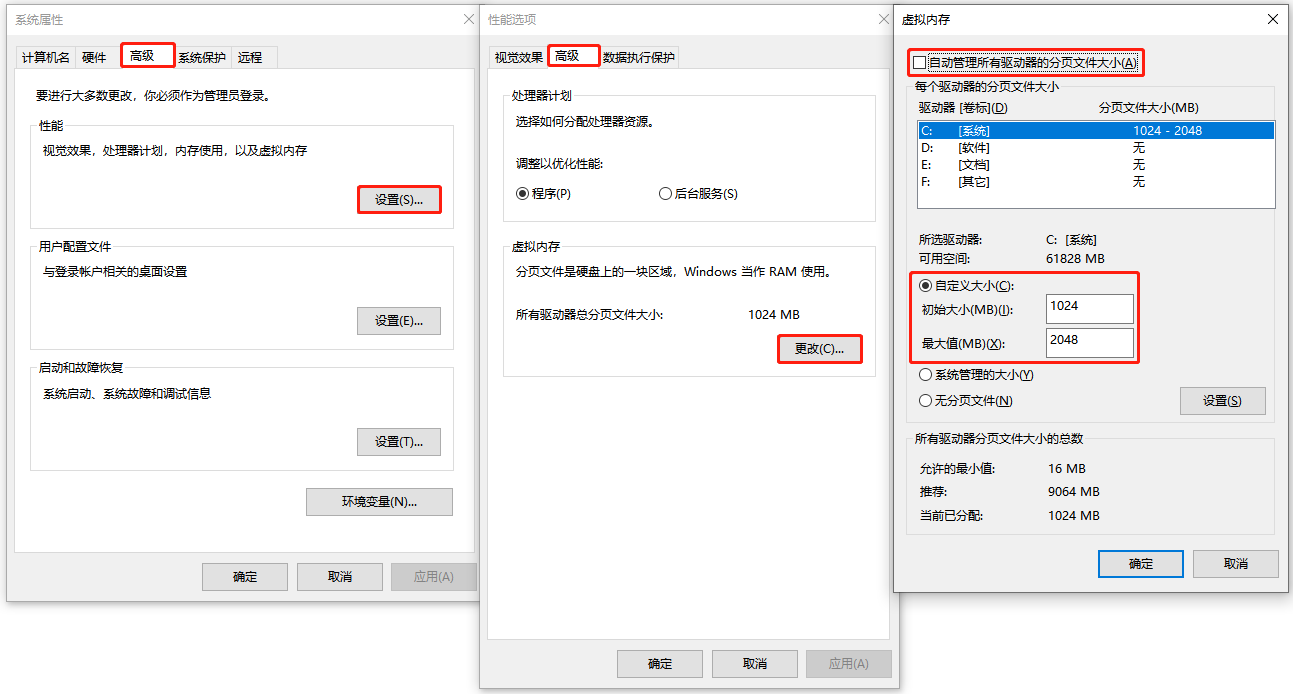 系统属性
计算机名 硬件 高级 系统保护 远程
要进行大多数更改，你必须作为管理员登录。
性能
视觉效果，处理器计划，内存使用，以及虚拟内存
设置(S)...
用户配置文件
与登录帐户相关的桌面设置
设置(E)...
启动和故障恢复
系统启动、系统故障和调试信息
设置(T)...
环境变量(N)...
确定 取消 应用(A)
性能选项
视觉效果 高级 数据执行保护
处理器计划
选择如何分配处理器资源。
调整以优化性能:
程序(P) 后台服务(S)
虚拟内存
分页文件是硬盘上的一块区域，Windows 当作 RAM 使用。
所有驱动器总分页文件大小: 1024 MB
更改(C)...
确定 取消 应用(A)
虚拟内存
自动管理所有驱动器的分页文件大小(A)
每个驱动器的分页文件大小
驱动器 [卷标](D) 分页文件大小(MB)
C: [系统] 1024 - 2048
D: [软件] 无
E: [文档] 无
F: [其它] 无
所选驱动器: C: [系统]
可用空间: 61828 MB
自定义大小(C):
初始大小(MB)(I): 1024
最大值(MB)(X): 2048
系统管理的大小(Y)
无分页文件(N) 设置(S)
所有驱动器分页文件大小的总数
允许的最小值: 16 MB
推荐: 9064 MB
当前已分配: 1024 MB
确定 取消